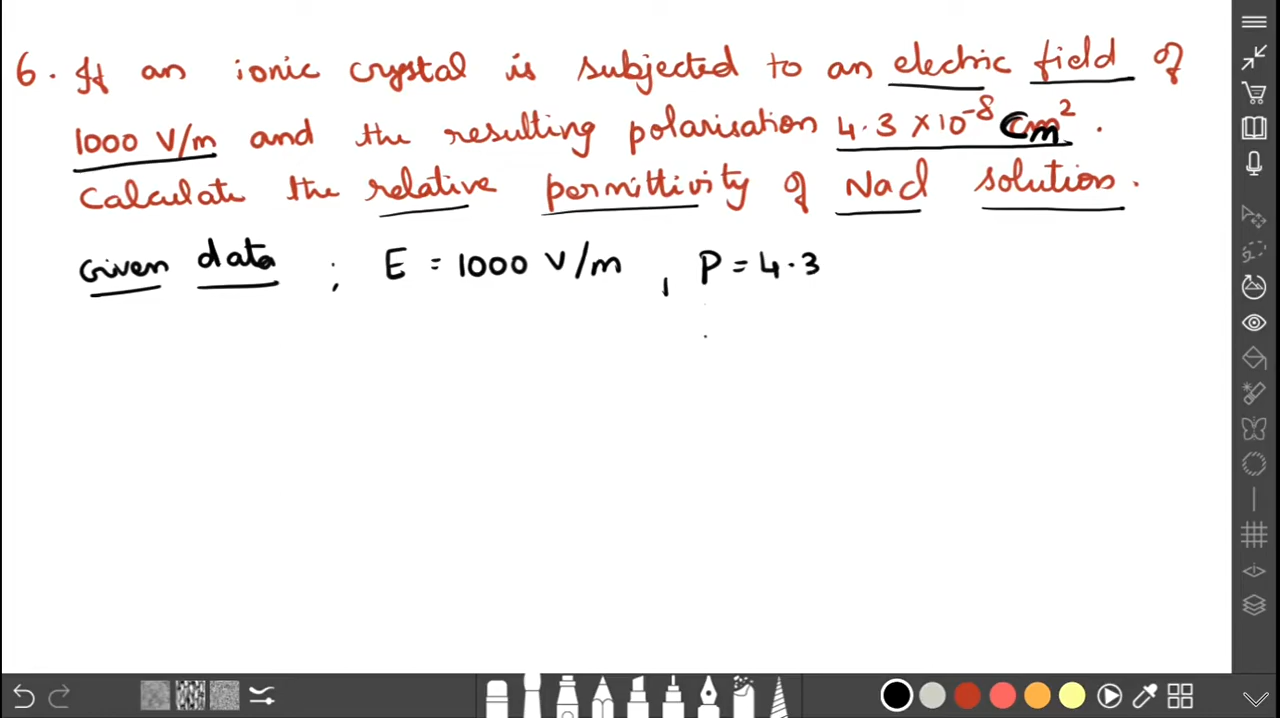 6. If an ionic crystal is subjected to an electric field of
1000 V/m and the resulting polarisation 4.3 x10⁻⁸ Cm².
Calculate the relative permittivity of Nacl solution.
Given data ; E = 1000 V/m , P = 4.3